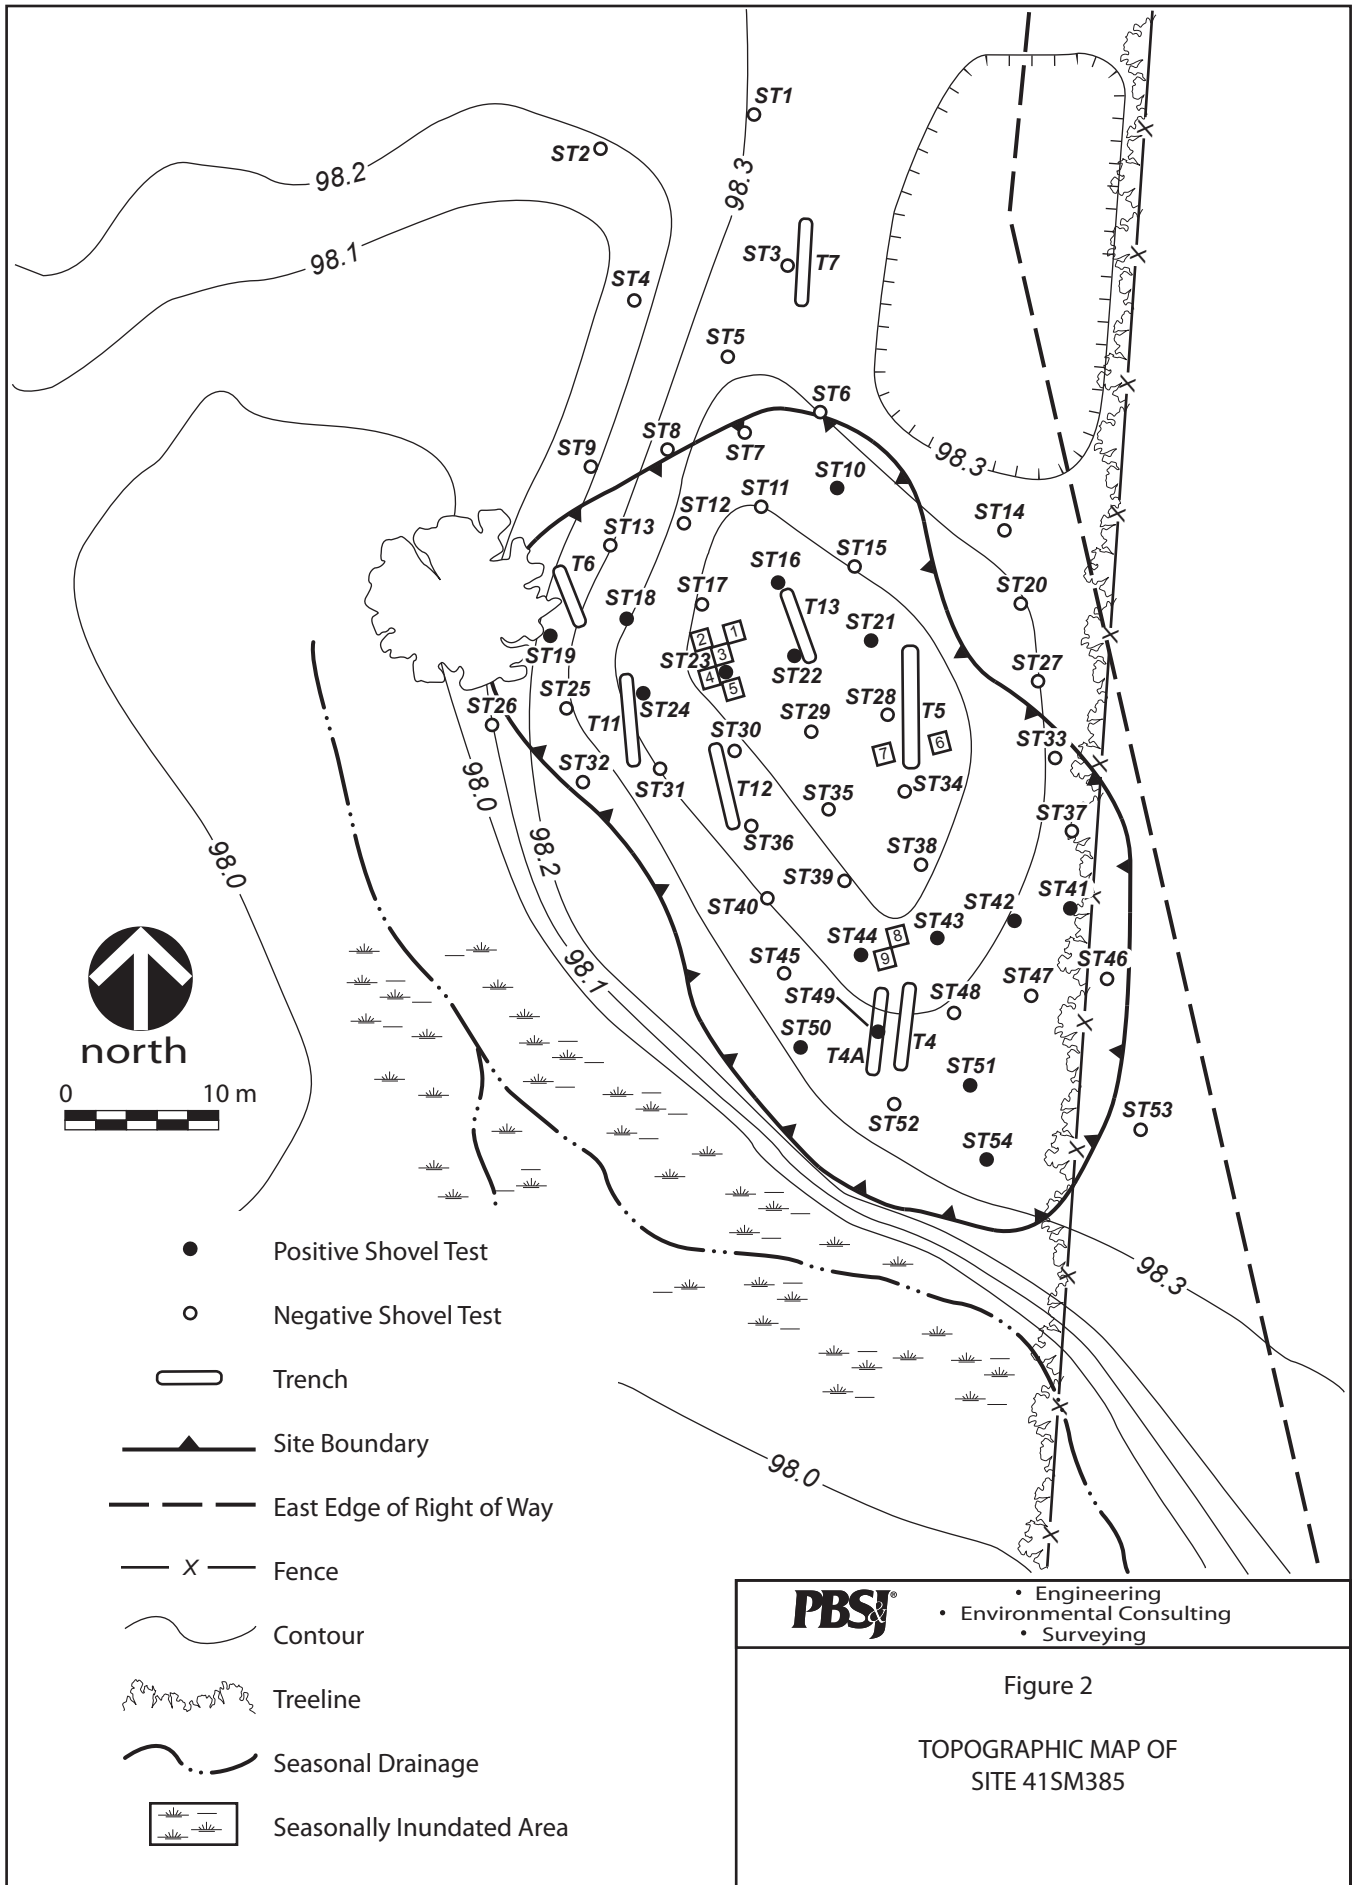 ST1
ST2
98.2
98.3
98.1
ST3
T7
ST4
ST5
ST6
ST8
ST7
98.3
ST9
ST10
ST11
ST12
ST14
ST13
ST15
T6
ST16
ST17
ST20
ST18
T13
ST21
2
1
ST19
ST23
3
ST22
ST27
4
5
ST25
ST26
ST24
T11
ST28
T5
ST29
ST30
7
6
ST33
ST32
ST31
98.0
T12
ST35
ST34
ST37
ST36
98.2
98.0
ST38
ST39
ST41
ST40
ST42
ST43
ST44
8
9
ST45
98.1
ST46
ST47
ST49
ST48
ST50
T4A
T4
north
ST51
0 10 m
ST53
ST52
ST54
98.3
98.0
Positive Shovel Test
Negative Shovel Test
Trench
Site Boundary
East Edge of Right of Way
X Fence
Contour
Treeline
Seasonal Drainage
Seasonally Inundated Area
PBS&J®
• Engineering
• Environmental Consulting
• Surveying
Figure 2
TOPOGRAPHIC MAP OF
SITE 41SM385